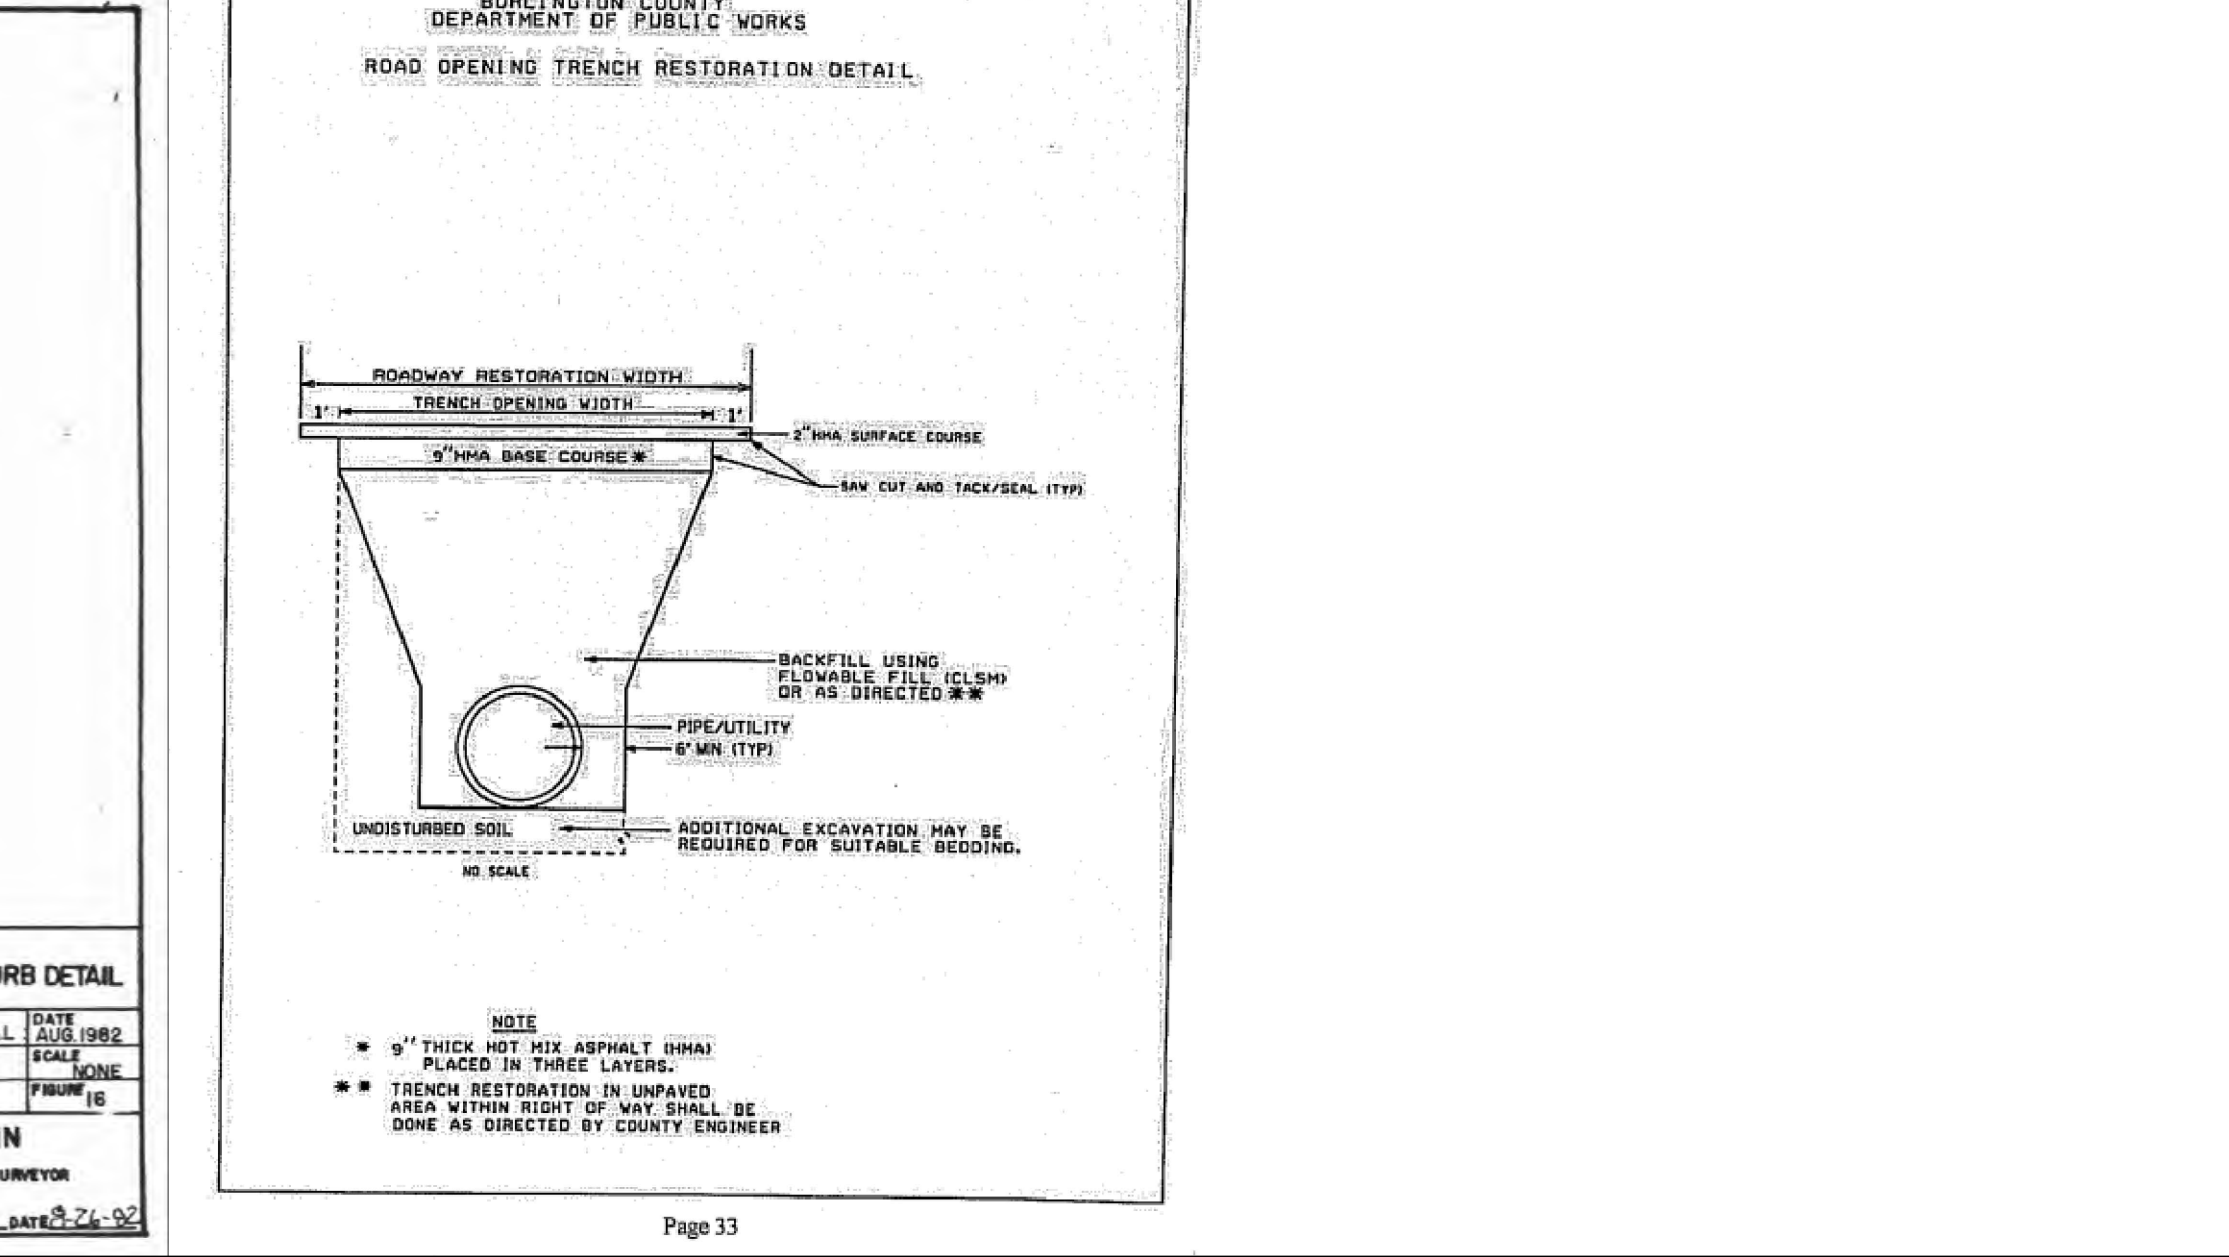 BURLINGTON COUNTY
DEPARTMENT OF PUBLIC WORKS
ROAD OPENING TRENCH RESTORATION DETAIL
ROADWAY RESTORATION WIDTH
TRENCH OPENING WIDTH
1'
1'
2" HMA SURFACE COURSE
9" HMA BASE COURSE *
SAW CUT AND TACK/SEAL (TYP)
BACKFILL USING
FLOWABLE FILL (CLSM)
OR AS DIRECTED **
PIPE/UTILITY
6" MIN (TYP)
UNDISTURBED SOIL
ADDITIONAL EXCAVATION MAY BE
REQUIRED FOR SUITABLE BEDDING.
NO SCALE
NOTE
* 9" THICK HOT MIX ASPHALT (HMA)
PLACED IN THREE LAYERS.
** TRENCH RESTORATION IN UNPAVED
AREA WITHIN RIGHT OF WAY SHALL BE
DONE AS DIRECTED BY COUNTY ENGINEER
Page 33
RB DETAIL
L
DATE
AUG. 1982
SCALE
NONE
FIGURE
16
IN
URVEYOR
DATE 8-26-82